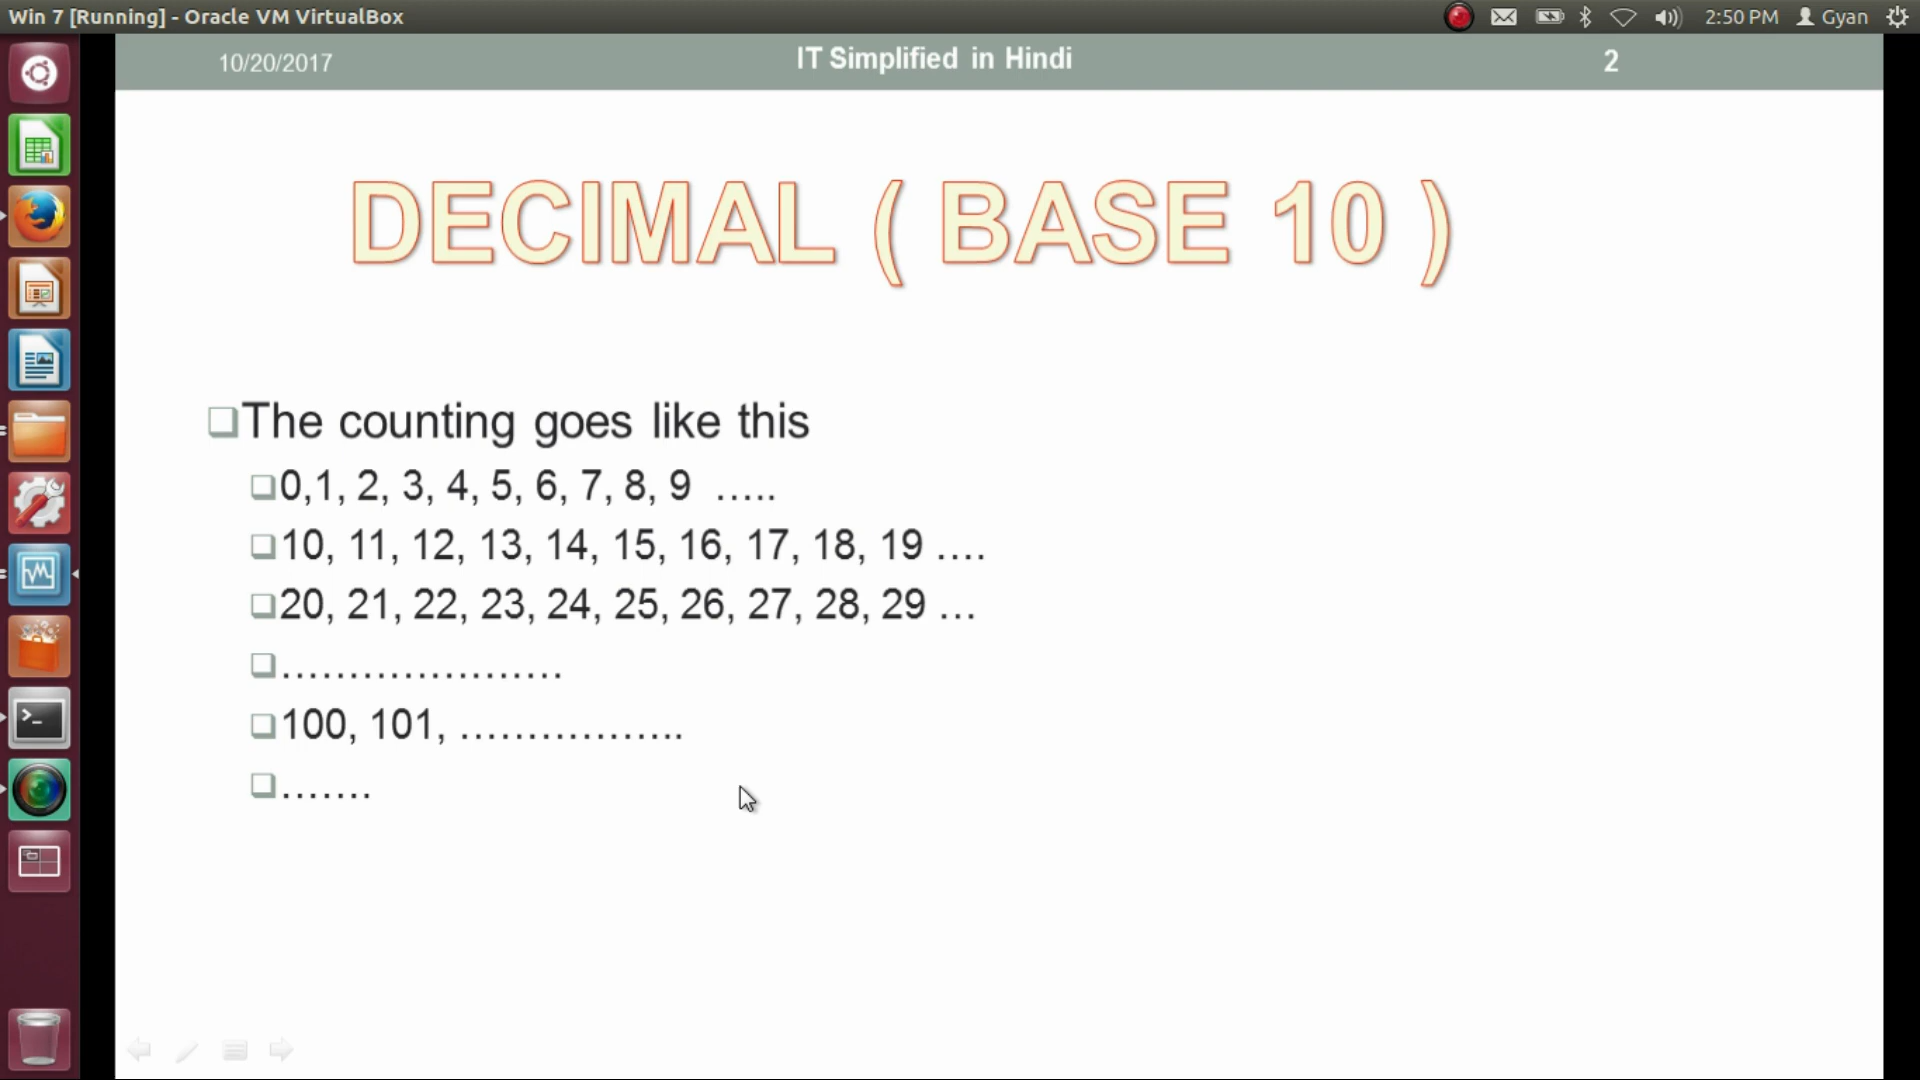 Win 7 [Running] - Oracle VM VirtualBox
2:50 PM Gyan
10/20/2017 IT Simplified in Hindi 2
DECIMAL ( BASE 10 )
The counting goes like this
0,1, 2, 3, 4, 5, 6, 7, 8, 9 …..
10, 11, 12, 13, 14, 15, 16, 17, 18, 19 ….
20, 21, 22, 23, 24, 25, 26, 27, 28, 29 …
…………………
100, 101, ……………..
…….